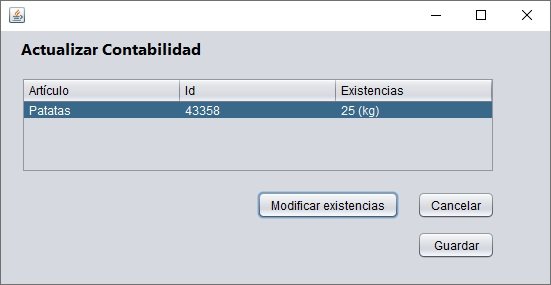 Actualizar Contabilidad
Artículo Id Existencias
Patatas 43358 25 (kg)
Modificar existencias Cancelar
Guardar